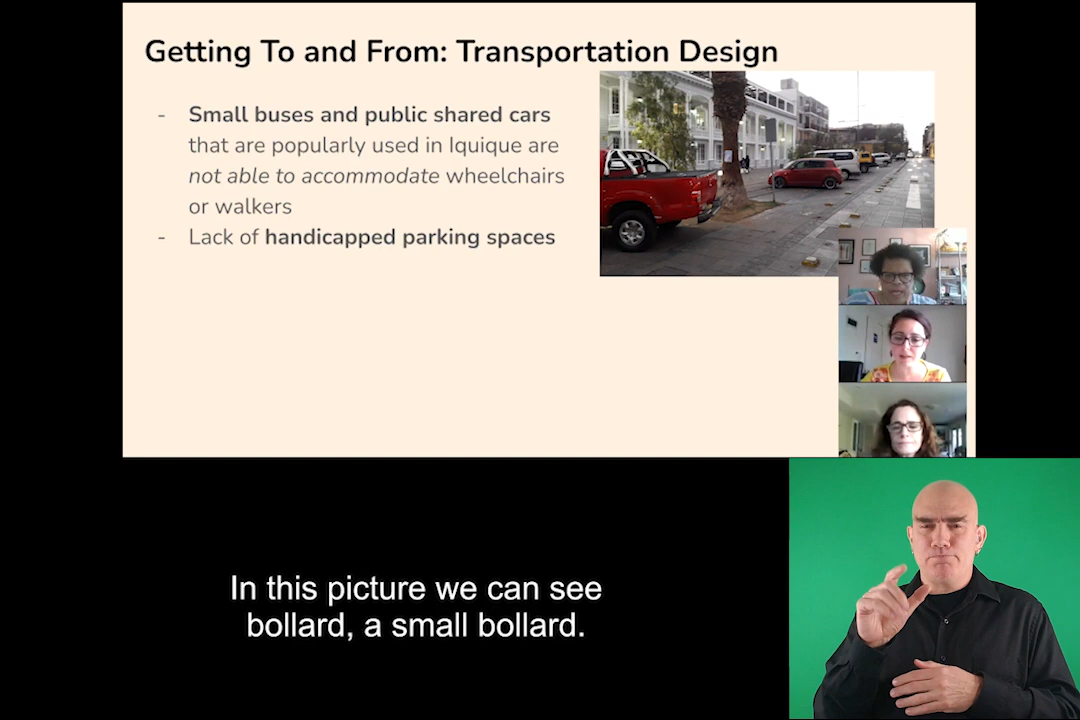 Getting To and From: Transportation Design
- Small buses and public shared cars
that are popularly used in Iquique are
not able to accommodate wheelchairs
or walkers
- Lack of handicapped parking spaces
In this picture we can see
bollard, a small bollard.